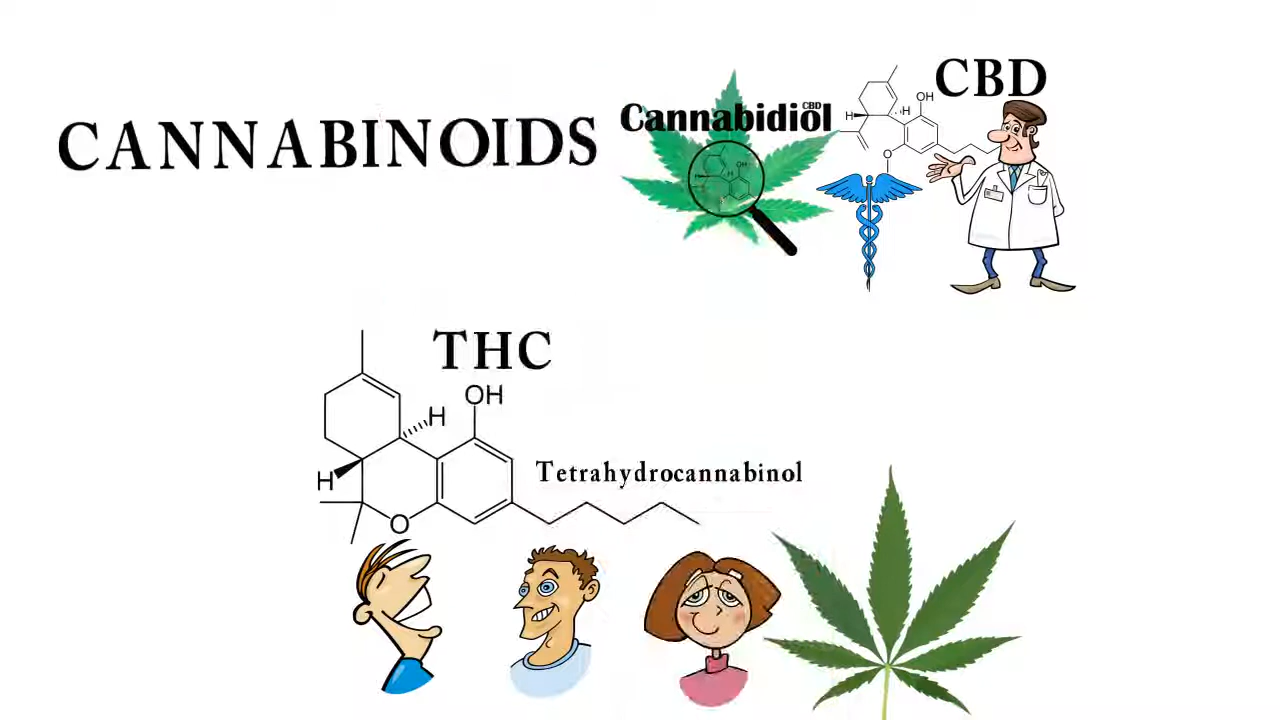 CANNABINOIDS
CBD
Cannabidiol
CBD
OH
H
H
O
THC
OH
H
H
O
Tetrahydrocannabinol